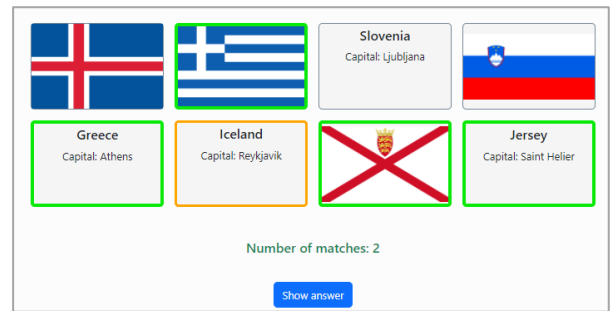 Slovenia
Capital: Ljubljana
Greece
Capital: Athens
Iceland
Capital: Reykjavik
Jersey
Capital: Saint Helier
Number of matches: 2
Show answer